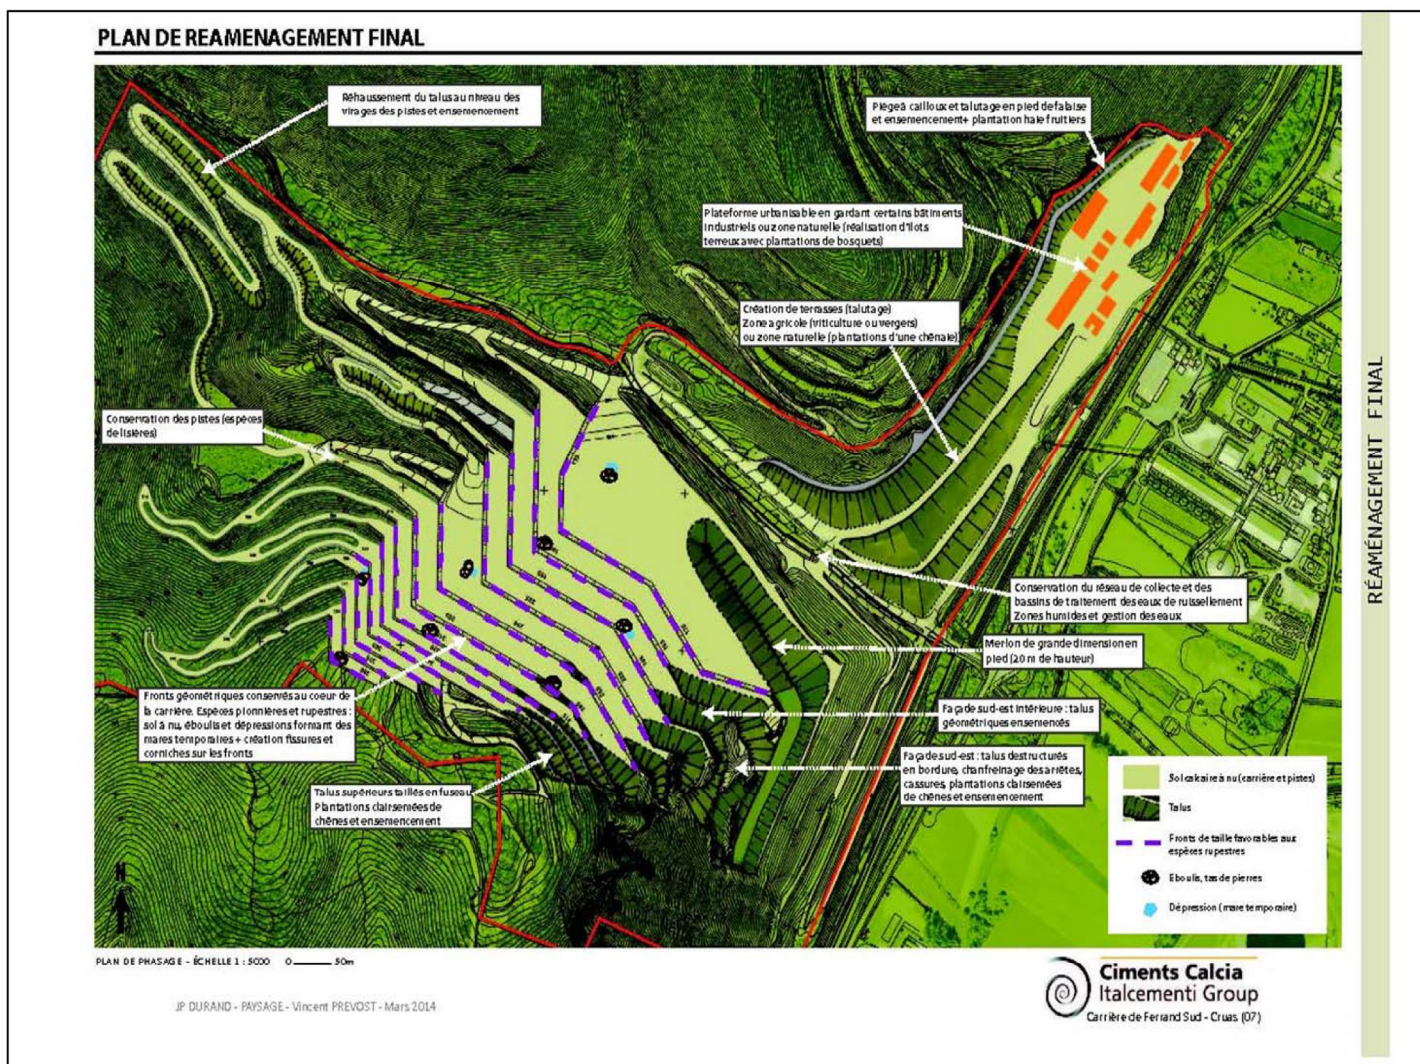 PLAN DE REAMENAGEMENT FINAL
Réhaussement du talus au niveau des
virages des pistes et ensemencement
Piège à cailloux et talutage en pied de falaise
et ensemencement+ plantation haie fruitiers
Plateforme urbanisable en gardant certains bâtiments
industriels ou zone naturelle (réalisation d'îlots
terreux avec plantations de bosquets)
Création de terrasses (talutage)
Zone agricole (viticulture ou vergers)
ou zone naturelle (plantations d'une chênaie)
Conservation des pistes (espèces
de lisières)
Conservation du réseau de collecte et des
bassins de traitement des eaux de ruissellement
Zones humides et gestion des eaux
Merlon de grande dimension en
pied (20 m de hauteur)
Fronts géométriques conservés au coeur de
la carrière. Espèces pionnières et rupestres :
sol à nu, éboulis et dépressions formant des
mares temporaires + création fissures et
corniches sur les fronts
Façade sud-est intérieure : talus
géométriques ensemencés
Façade sud-est : talus destructurés
en bordure, chanfreinage des arrêtes,
cassures, plantations clairsemées
de chênes et ensemencement
Talus supérieurs taillés en fuseau
Plantations clairsemées de
chênes et ensemencement
Sol calcaire à nu (carrière et pistes)
Talus
Fronts de taille favorables aux
espèces rupestres
Eboulis, tas de pierres
Dépression (mare temporaire)
N
PLAN DE PHASAGE - ÉCHELLE 1 : 5000 0 50m
JP DURAND - PAYSAGE - Vincent PREVOST - Mars 2014
Ciments Calcia
Italcementi Group
Carrière de Ferrand Sud - Cruas (07)
RÉAMÉNAGEMENT FINAL